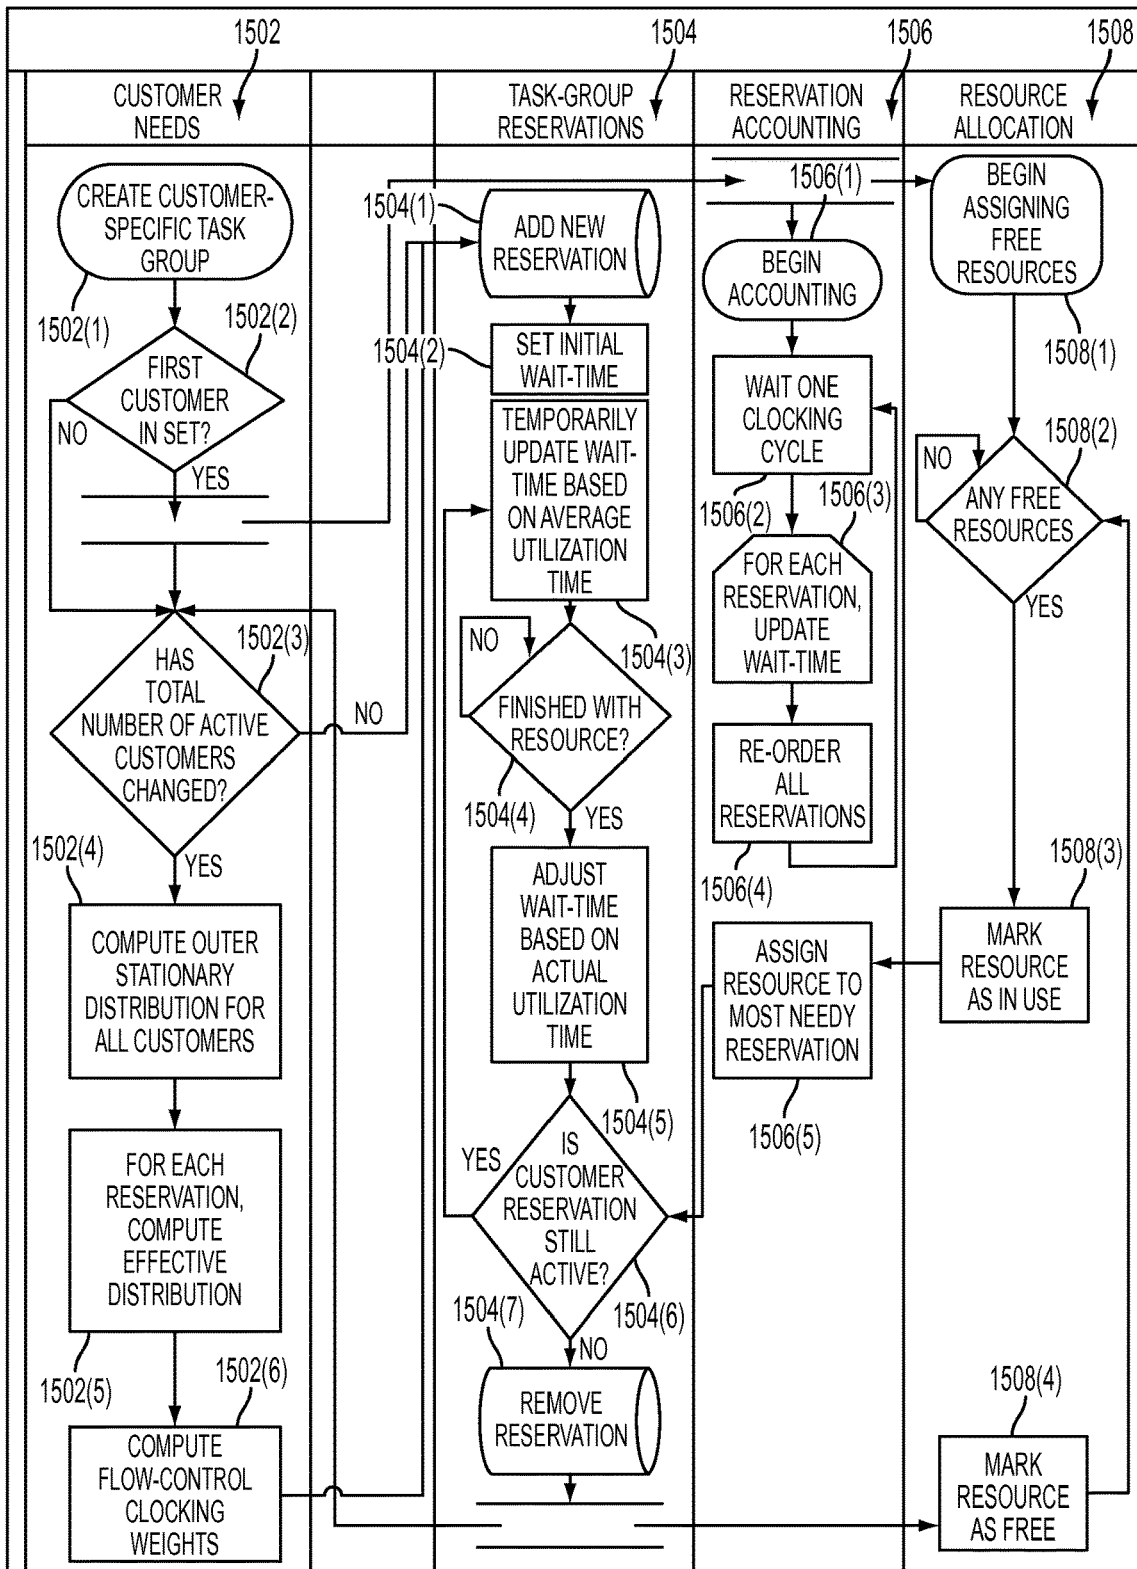 1502
1504
1506
1508
CUSTOMER
NEEDS
TASK-GROUP
RESERVATIONS
RESERVATION
ACCOUNTING
RESOURCE
ALLOCATION
CREATE CUSTOMER-
SPECIFIC TASK
GROUP
1502(1)
1502(2)
FIRST
CUSTOMER
IN SET?
NO
YES
1502(3)
HAS
TOTAL
NUMBER OF ACTIVE
CUSTOMERS
CHANGED?
NO
YES
1502(4)
COMPUTE OUTER
STATIONARY
DISTRIBUTION FOR
ALL CUSTOMERS
FOR EACH
RESERVATION,
COMPUTE
EFFECTIVE
DISTRIBUTION
1502(5)
1502(6)
COMPUTE
FLOW-CONTROL
CLOCKING
WEIGHTS
1504(1)
ADD NEW
RESERVATION
1504(2)
SET INITIAL
WAIT-TIME
TEMPORARILY
UPDATE WAIT-
TIME BASED
ON AVERAGE
UTILIZATION
TIME
1504(3)
NO
FINISHED WITH
RESOURCE?
1504(4)
YES
ADJUST
WAIT-TIME
BASED ON
ACTUAL
UTILIZATION
TIME
1504(5)
YES
IS
CUSTOMER
RESERVATION
STILL
ACTIVE?
1504(6)
1504(7)
NO
REMOVE
RESERVATION
1506(1)
BEGIN
ACCOUNTING
WAIT ONE
CLOCKING
CYCLE
1506(2)
1506(3)
FOR EACH
RESERVATION,
UPDATE
WAIT-TIME
RE-ORDER
ALL
RESERVATIONS
1506(4)
ASSIGN
RESOURCE TO
MOST NEEDY
RESERVATION
1506(5)
BEGIN
ASSIGNING
FREE
RESOURCES
1508(1)
1508(2)
NO
ANY FREE
RESOURCES
YES
1508(3)
MARK
RESOURCE
AS IN USE
1508(4)
MARK
RESOURCE
AS FREE